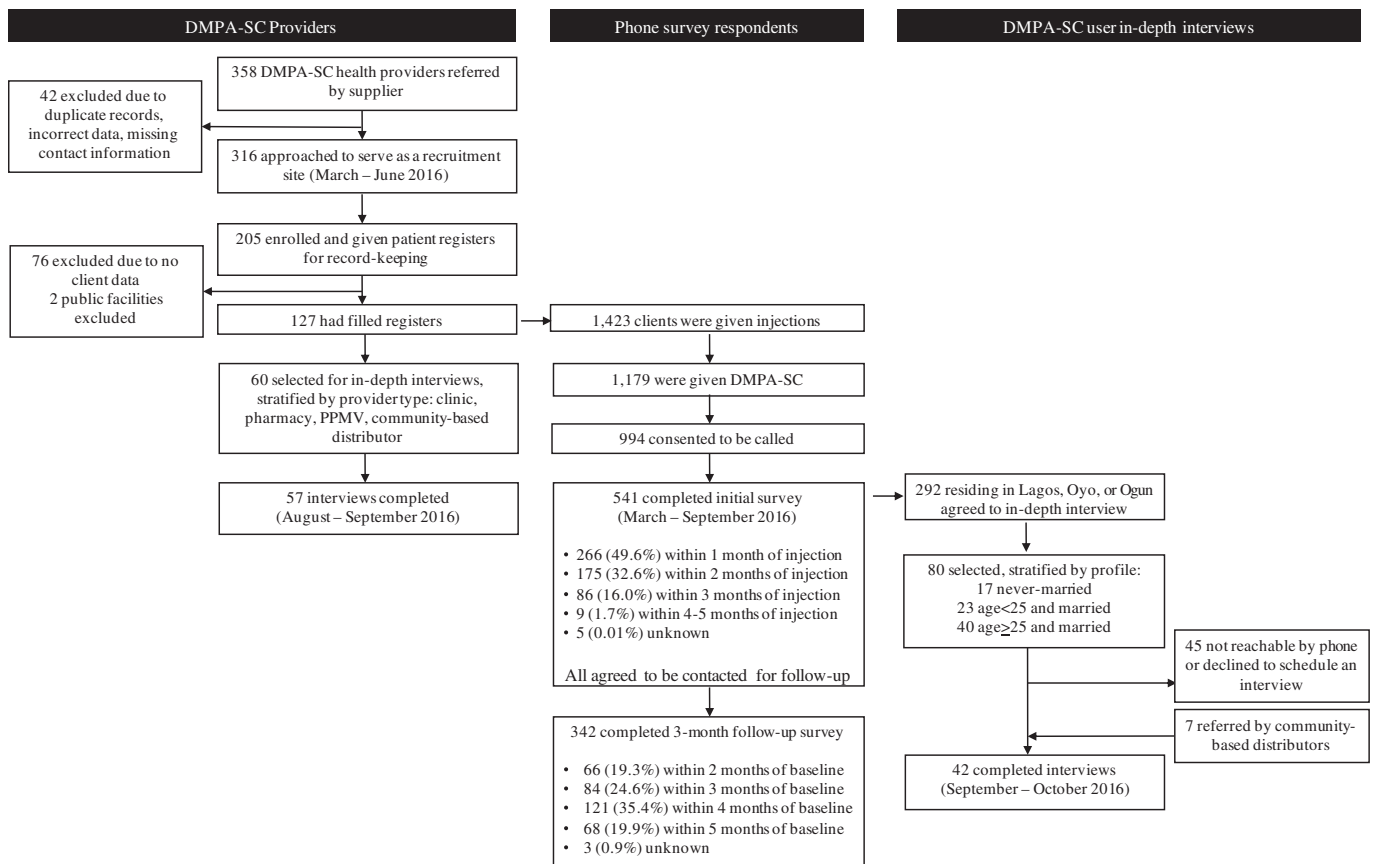 DMPA-SC Providers
358 DMPA-SC health providers referred
by supplier
42 excluded due to
duplicate records,
incorrect data, missing
contact information
316 approached to serve as a recruitment
site (March – June 2016)
205 enrolled and given patient registers
for record-keeping
76 excluded due to no
client data
2 public facilities
excluded
127 had filled registers
60 selected for in-depth interviews,
stratified by provider type: clinic,
pharmacy, PPMV, community-based
distributor
57 interviews completed
(August – September 2016)
Phone survey respondents
1,423 clients were given injections
1,179 were given DMPA-SC
994 consented to be called
541 completed initial survey
(March – September 2016)
• 266 (49.6%) within 1 month of injection
• 175 (32.6%) within 2 months of injection
• 86 (16.0%) within 3 months of injection
• 9 (1.7%) within 4-5 months of injection
• 5 (0.01%) unknown
All agreed to be contacted for follow-up
342 completed 3-month follow-up survey
• 66 (19.3%) within 2 months of baseline
• 84 (24.6%) within 3 months of baseline
• 121 (35.4%) within 4 months of baseline
• 68 (19.9%) within 5 months of baseline
• 3 (0.9%) unknown
DMPA-SC user in-depth interviews
292 residing in Lagos, Oyo, or Ogun
agreed to in-depth interview
80 selected, stratified by profile:
17 never-married
23 age<25 and married
40 age≥25 and married
45 not reachable by phone
or declined to schedule an
interview
7 referred by community-
based distributors
42 completed interviews
(September – October 2016)